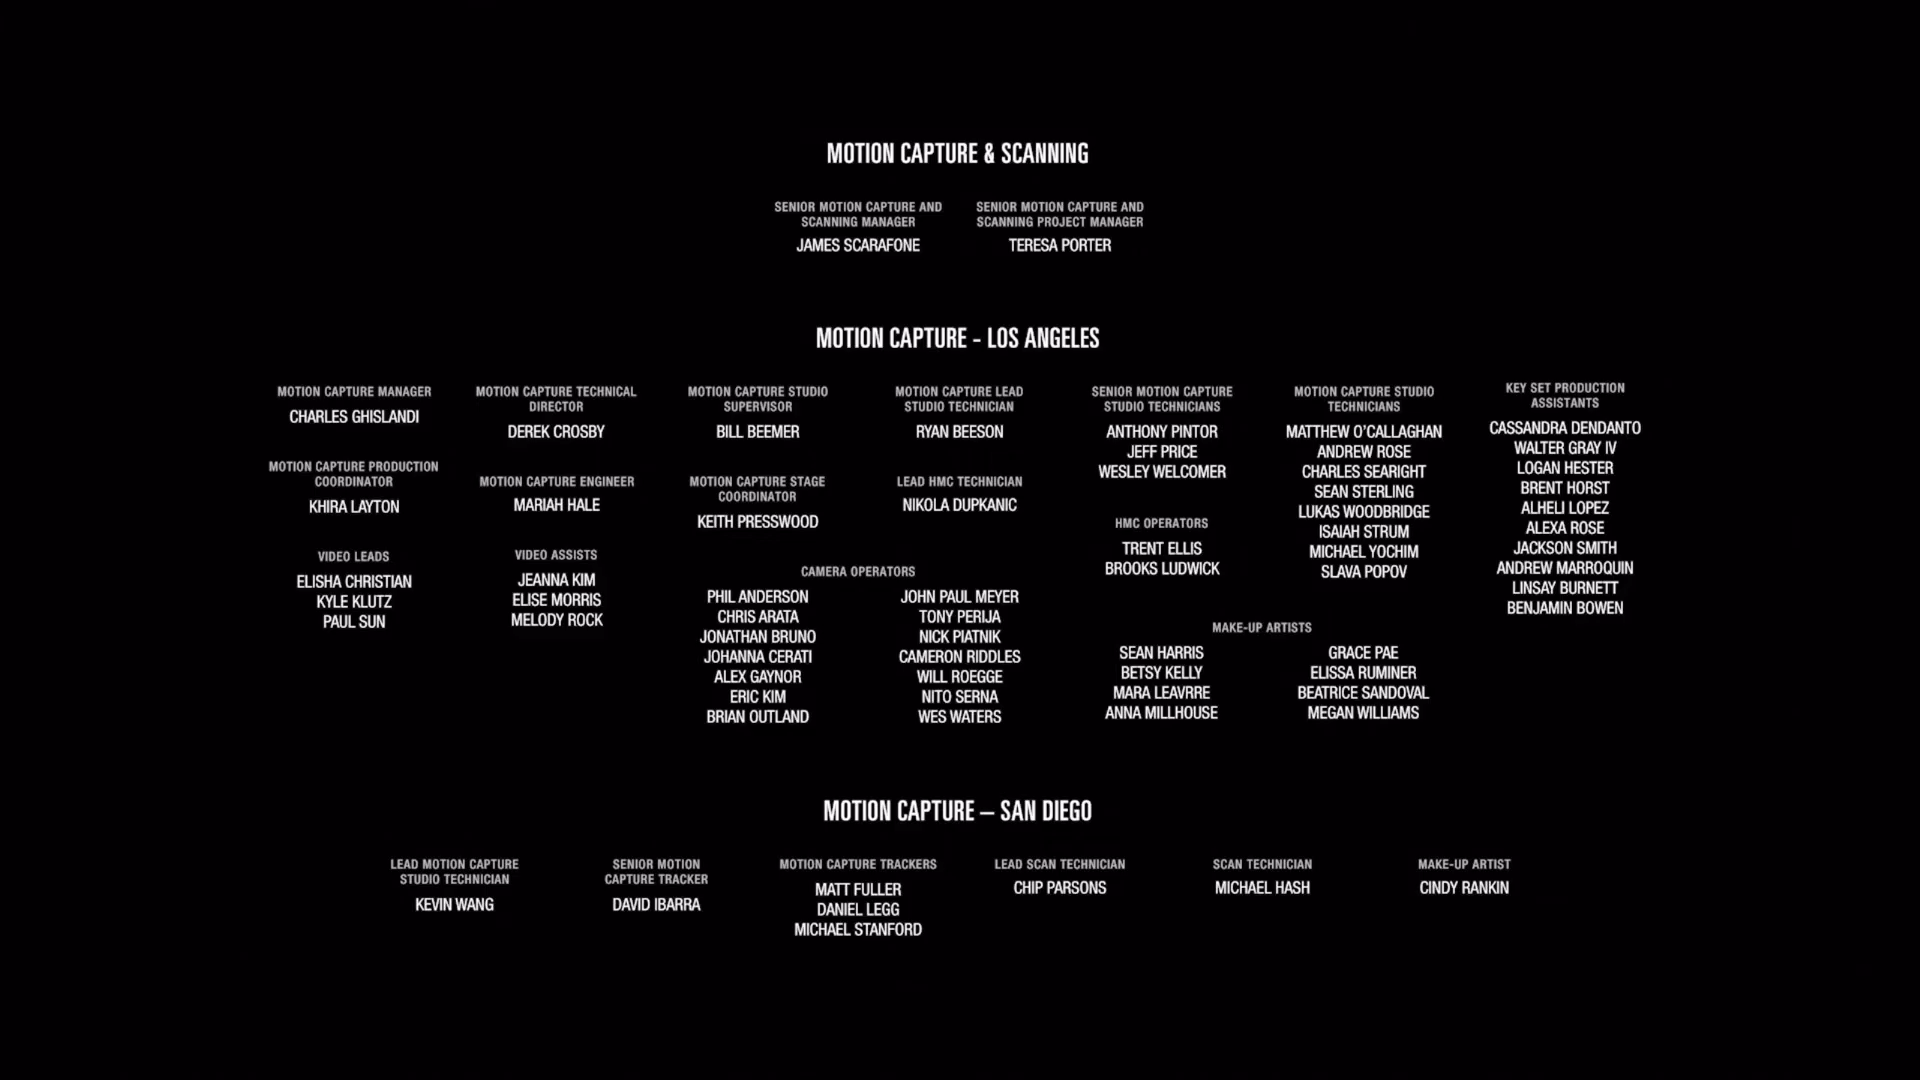 MOTION CAPTURE & SCANNING
SENIOR MOTION CAPTURE AND
SCANNING MANAGER
JAMES SCARAFONE
SENIOR MOTION CAPTURE AND
SCANNING PROJECT MANAGER
TERESA PORTER
MOTION CAPTURE - LOS ANGELES
MOTION CAPTURE MANAGER
CHARLES GHISLANDI
MOTION CAPTURE PRODUCTION
COORDINATOR
KHIRA LAYTON
VIDEO LEADS
ELISHA CHRISTIAN
KYLE KLUTZ
PAUL SUN
MOTION CAPTURE TECHNICAL
DIRECTOR
DEREK CROSBY
MOTION CAPTURE ENGINEER
MARIAH HALE
VIDEO ASSISTS
JEANNA KIM
ELISE MORRIS
MELODY ROCK
MOTION CAPTURE STUDIO
SUPERVISOR
BILL BEEMER
MOTION CAPTURE STAGE
COORDINATOR
KEITH PRESSWOOD
MOTION CAPTURE LEAD
STUDIO TECHNICIAN
RYAN BEESON
LEAD HMC TECHNICIAN
NIKOLA DUPKANIC
CAMERA OPERATORS
PHIL ANDERSON
CHRIS ARATA
JONATHAN BRUNO
JOHANNA CERATI
ALEX GAYNOR
ERIC KIM
BRIAN OUTLAND
JOHN PAUL MEYER
TONY PERIJA
NICK PIATNIK
CAMERON RIDDLES
WILL ROEGGE
NITO SERNA
WES WATERS
SENIOR MOTION CAPTURE
STUDIO TECHNICIANS
ANTHONY PINTOR
JEFF PRICE
WESLEY WELCOMER
HMC OPERATORS
TRENT ELLIS
BROOKS LUDWICK
MOTION CAPTURE STUDIO
TECHNICIANS
MATTHEW O'CALLAGHAN
ANDREW ROSE
CHARLES SEARIGHT
SEAN STERLING
LUKAS WOODBRIDGE
ISAIAH STRUM
MICHAEL YOCHIM
SLAVA POPOV
MAKE-UP ARTISTS
SEAN HARRIS
BETSY KELLY
MARA LEAVRRE
ANNA MILLHOUSE
GRACE PAE
ELISSA RUMINER
BEATRICE SANDOVAL
MEGAN WILLIAMS
KEY SET PRODUCTION
ASSISTANTS
CASSANDRA DENDANTO
WALTER GRAY IV
LOGAN HESTER
BRENT HORST
ALHELI LOPEZ
ALEXA ROSE
JACKSON SMITH
ANDREW MARROQUIN
LINSAY BURNETT
BENJAMIN BOWEN
MOTION CAPTURE – SAN DIEGO
LEAD MOTION CAPTURE
STUDIO TECHNICIAN
KEVIN WANG
SENIOR MOTION
CAPTURE TRACKER
DAVID IBARRA
MOTION CAPTURE TRACKERS
MATT FULLER
DANIEL LEGG
MICHAEL STANFORD
LEAD SCAN TECHNICIAN
CHIP PARSONS
SCAN TECHNICIAN
MICHAEL HASH
MAKE-UP ARTIST
CINDY RANKIN